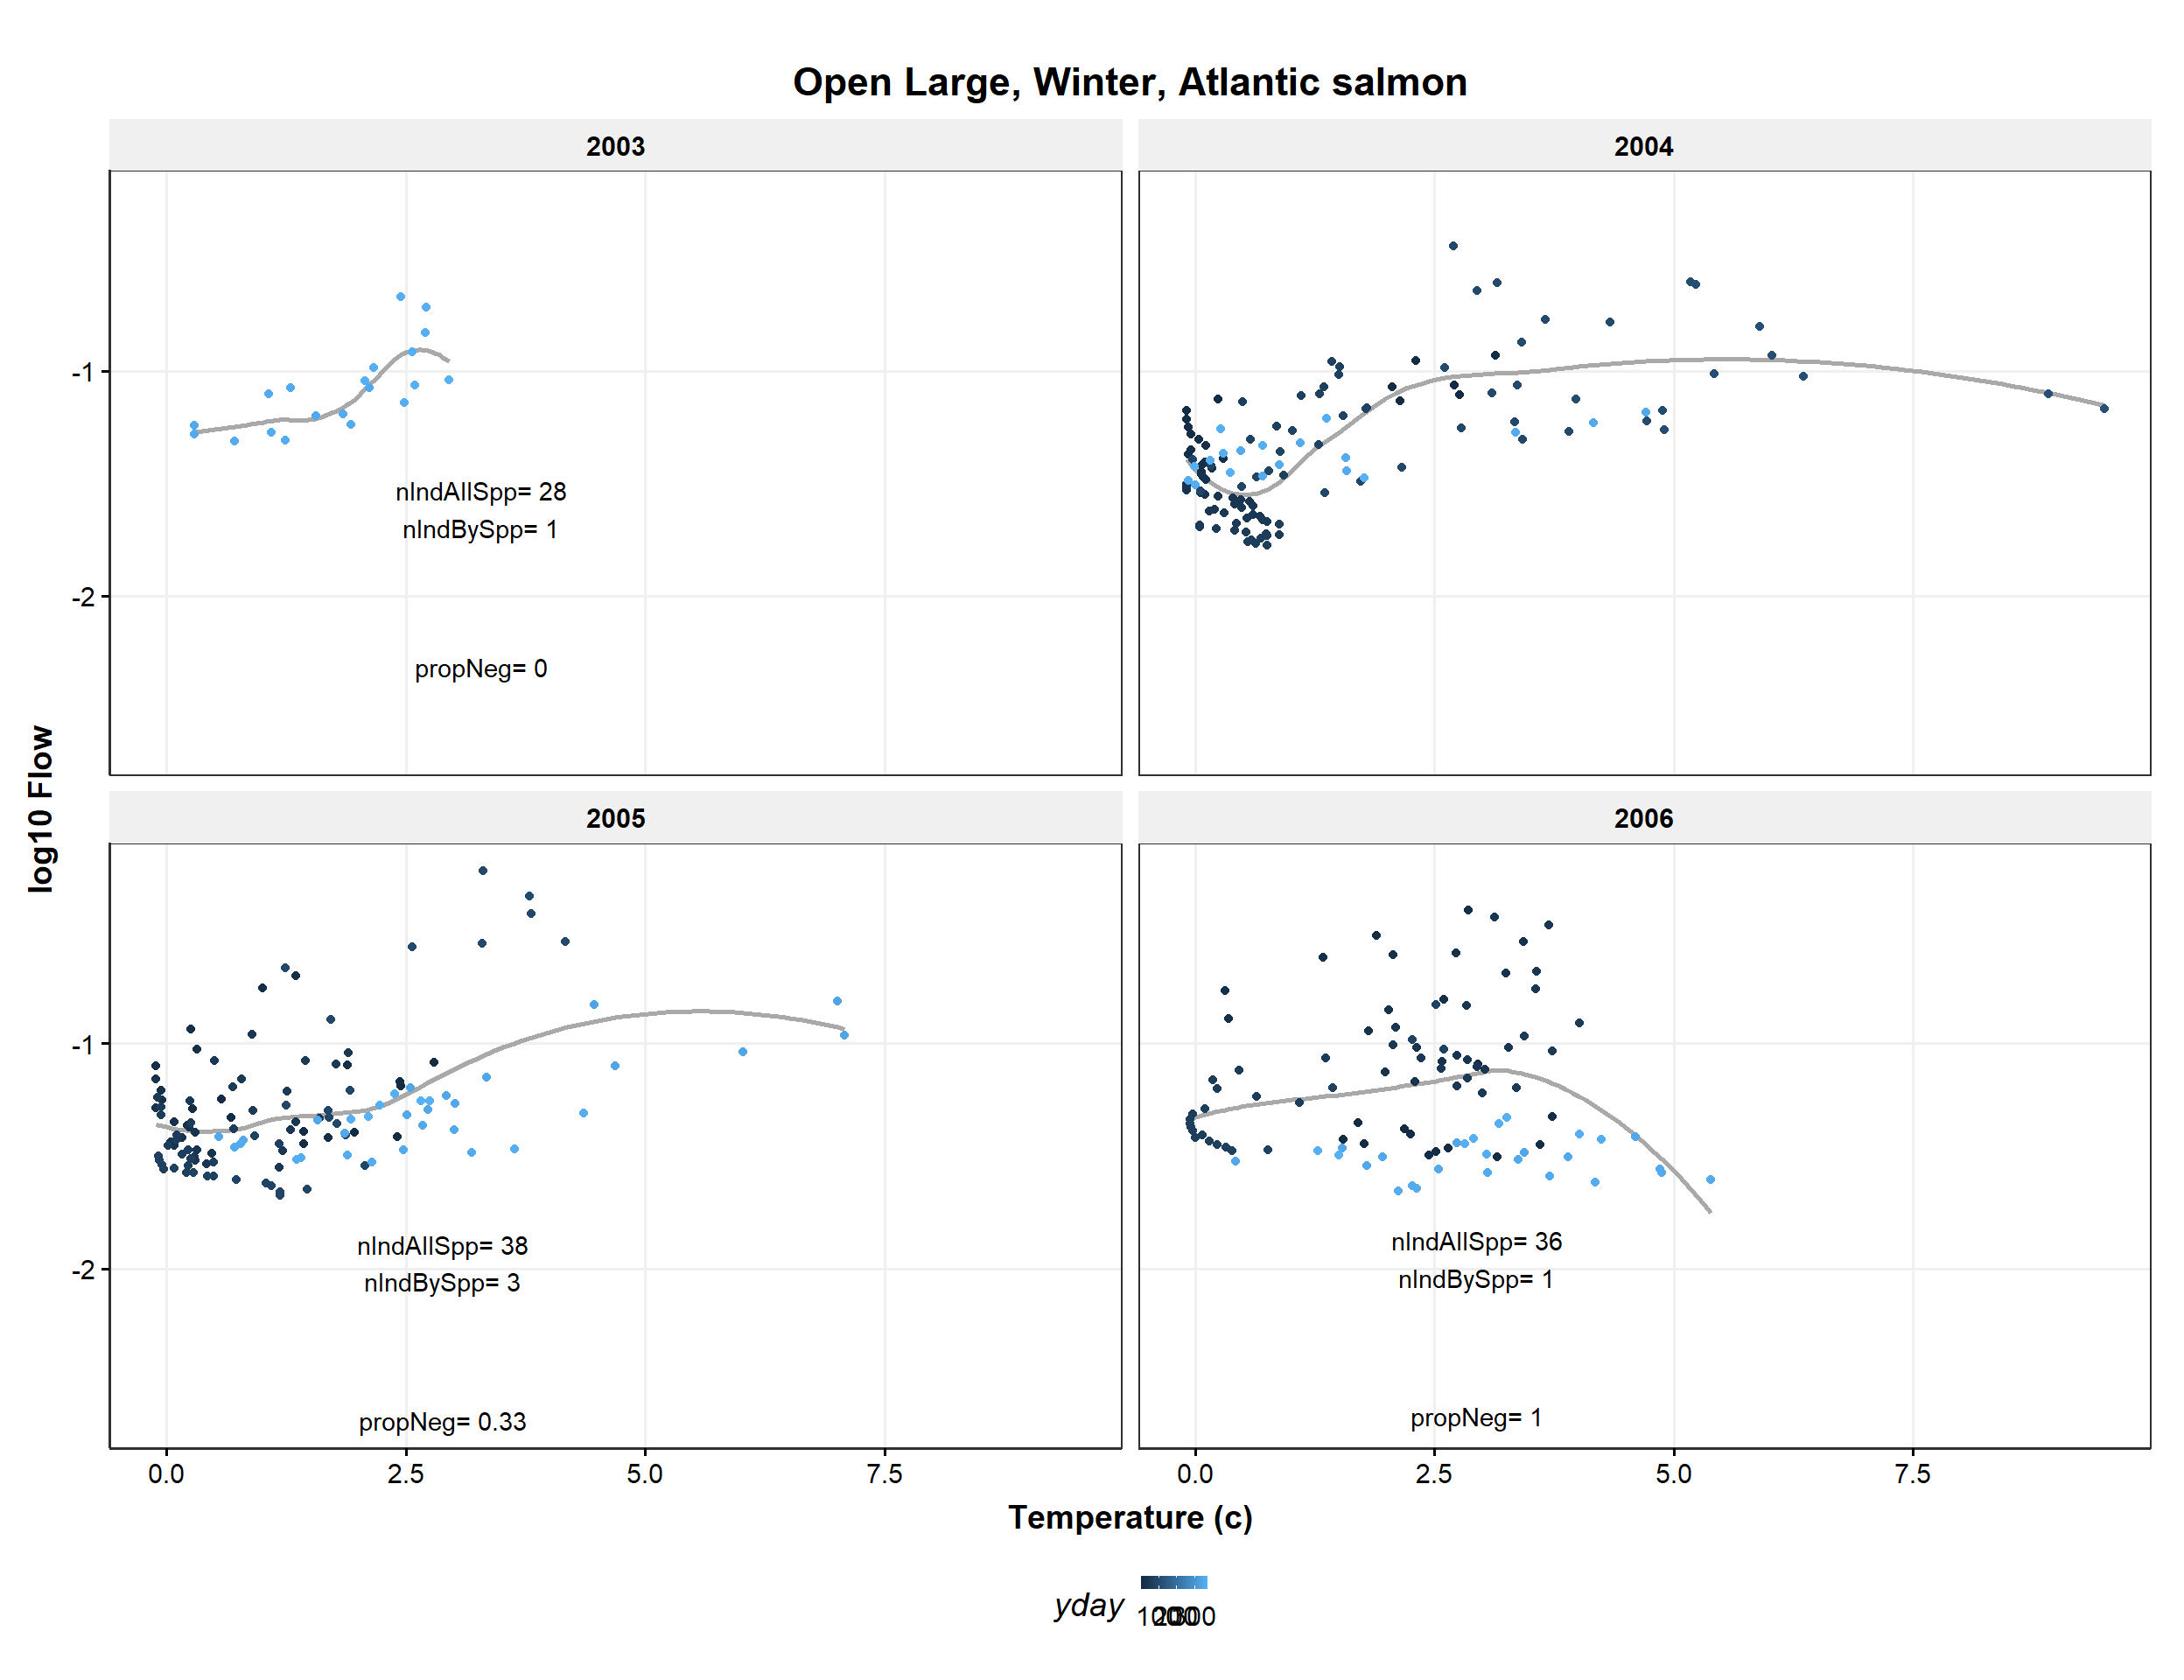 Open Large, Winter, Atlantic salmon
2003
2004
-1
-2
nIndAllSpp= 28
nIndBySpp= 1
propNeg= 0
log10 Flow
2005
2006
-1
-2
nIndAllSpp= 38
nIndBySpp= 3
propNeg= 0.33
nIndAllSpp= 36
nIndBySpp= 1
propNeg= 1
0.0 2.5 5.0 7.5
0.0 2.5 5.0 7.5
Temperature (c)
yday